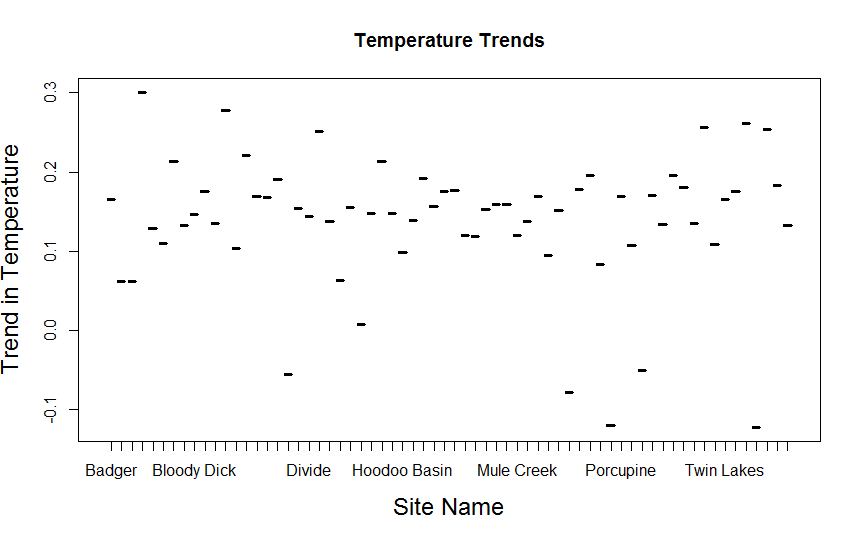 Temperature Trends
Trend in Temperature
0.3
0.2
0.1
0.0
-0.1
Badger Bloody Dick Divide Hoodoo Basin Mule Creek Porcupine Twin Lakes
Site Name